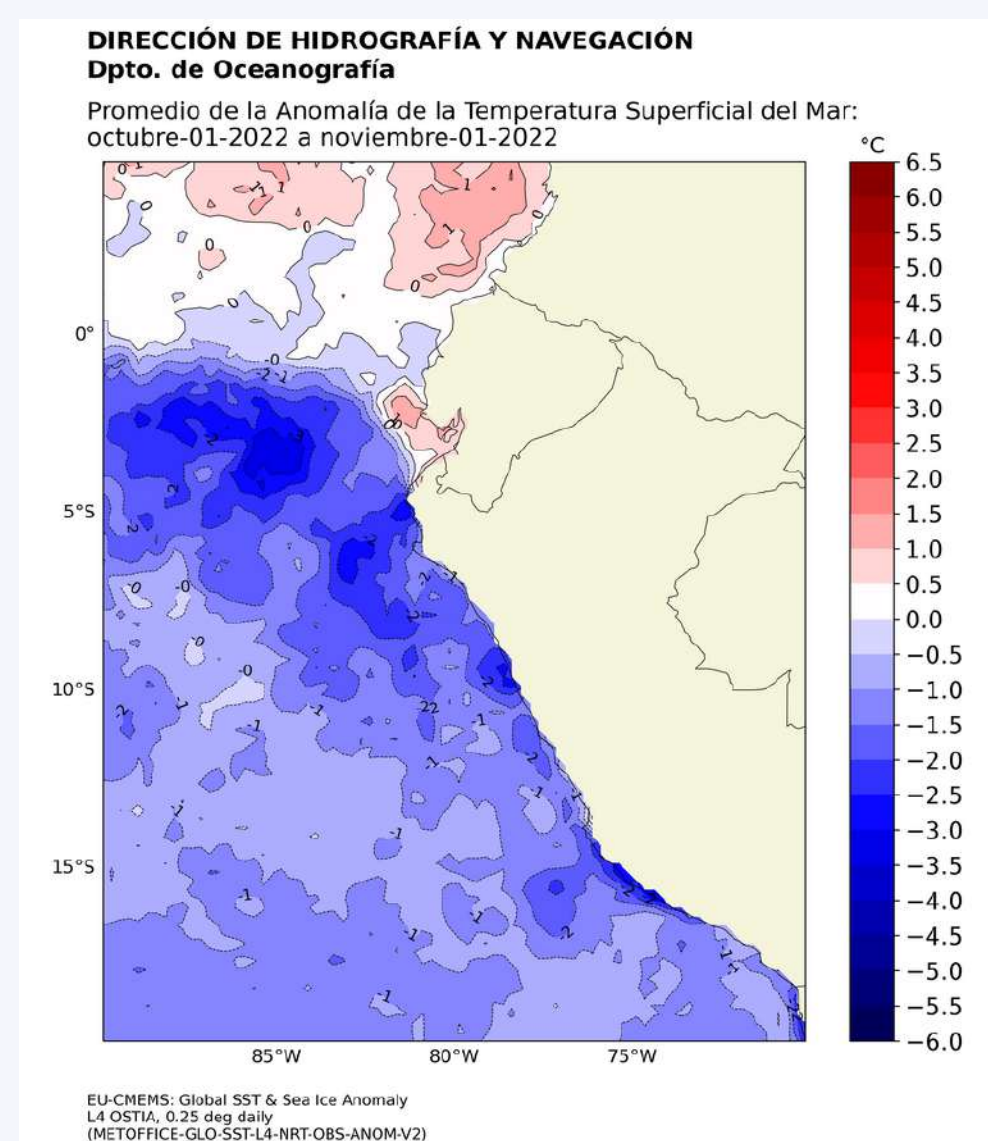 DIRECCIÓN DE HIDROGRAFÍA Y NAVEGACIÓN
Dpto. de Oceanografía
Promedio de la Anomalía de la Temperatura Superficial del Mar:
octubre-01-2022 a noviembre-01-2022
°C
6.5
6.0
5.5
5.0
4.5
4.0
3.5
3.0
2.5
2.0
1.5
1.0
0.5
0.0
−0.5
−1.0
−1.5
−2.0
−2.5
−3.0
−3.5
−4.0
−4.5
−5.0
−5.5
−6.0
0°
5°S
10°S
15°S
85°W
80°W
75°W
EU-CMEMS: Global SST & Sea Ice Anomaly
L4 OSTIA, 0.25 deg daily
(METOFFICE-GLO-SST-L4-NRT-OBS-ANOM-V2)